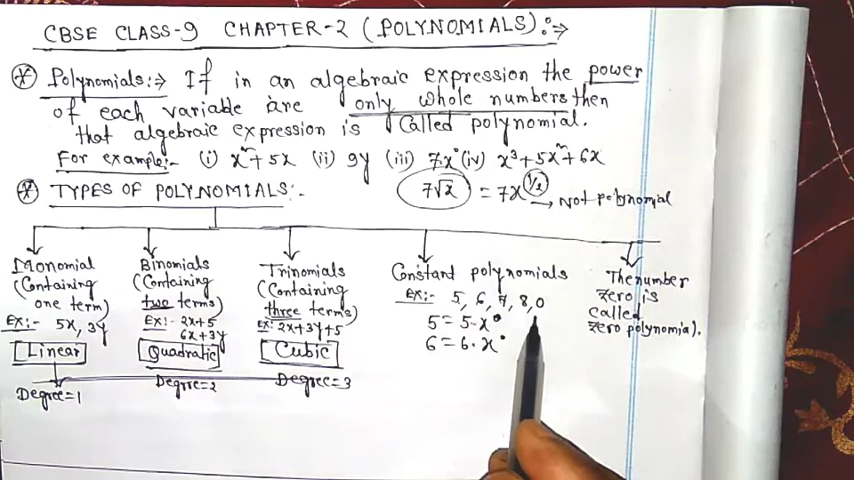 CBSE CLASS-9 CHAPTER-2 (POLYNOMIALS):→
* Polynomials:→ If in an algebraic expression the power
of each variable are only whole numbers then
that algebraic expression is called polynomial.
For example:- (i) x²+5x (ii) 9y (iii) 7x⁰ (iv) x³+5x²+6x
* TYPES OF POLYNOMIALS:-
7√x = 7x^(1/2) → Not polynomial
Monomial
(Containing
one term)
Ex:- 5x, 3y
Linear
Degree=1
Binomials
(Containing
two terms)
Ex:- 2x+5
6x+3y
Quadratic
Degree=2
Trinomials
(Containing
three terms)
Ex:- 2x+3y+5
Cubic
Degree=3
Constant polynomials
Ex:- 5, 6, 7, 8, 0
5=5·x⁰
6=6·x⁰
The number
zero is
called
zero polynomial.